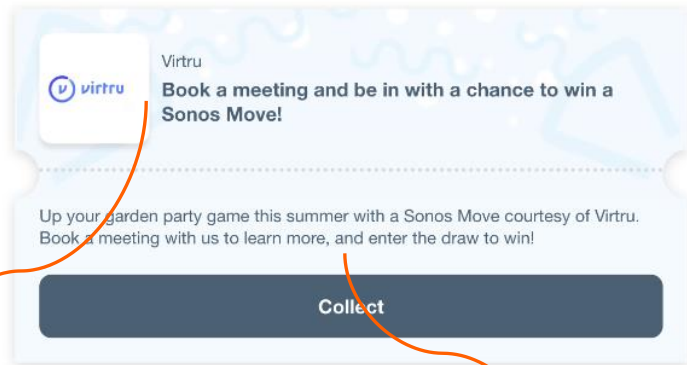 virtru
Virtru
Book a meeting and be in with a chance to win a
Sonos Move!
Up your garden party game this summer with a Sonos Move courtesy of Virtru.
Book a meeting with us to learn more, and enter the draw to win!
Collect